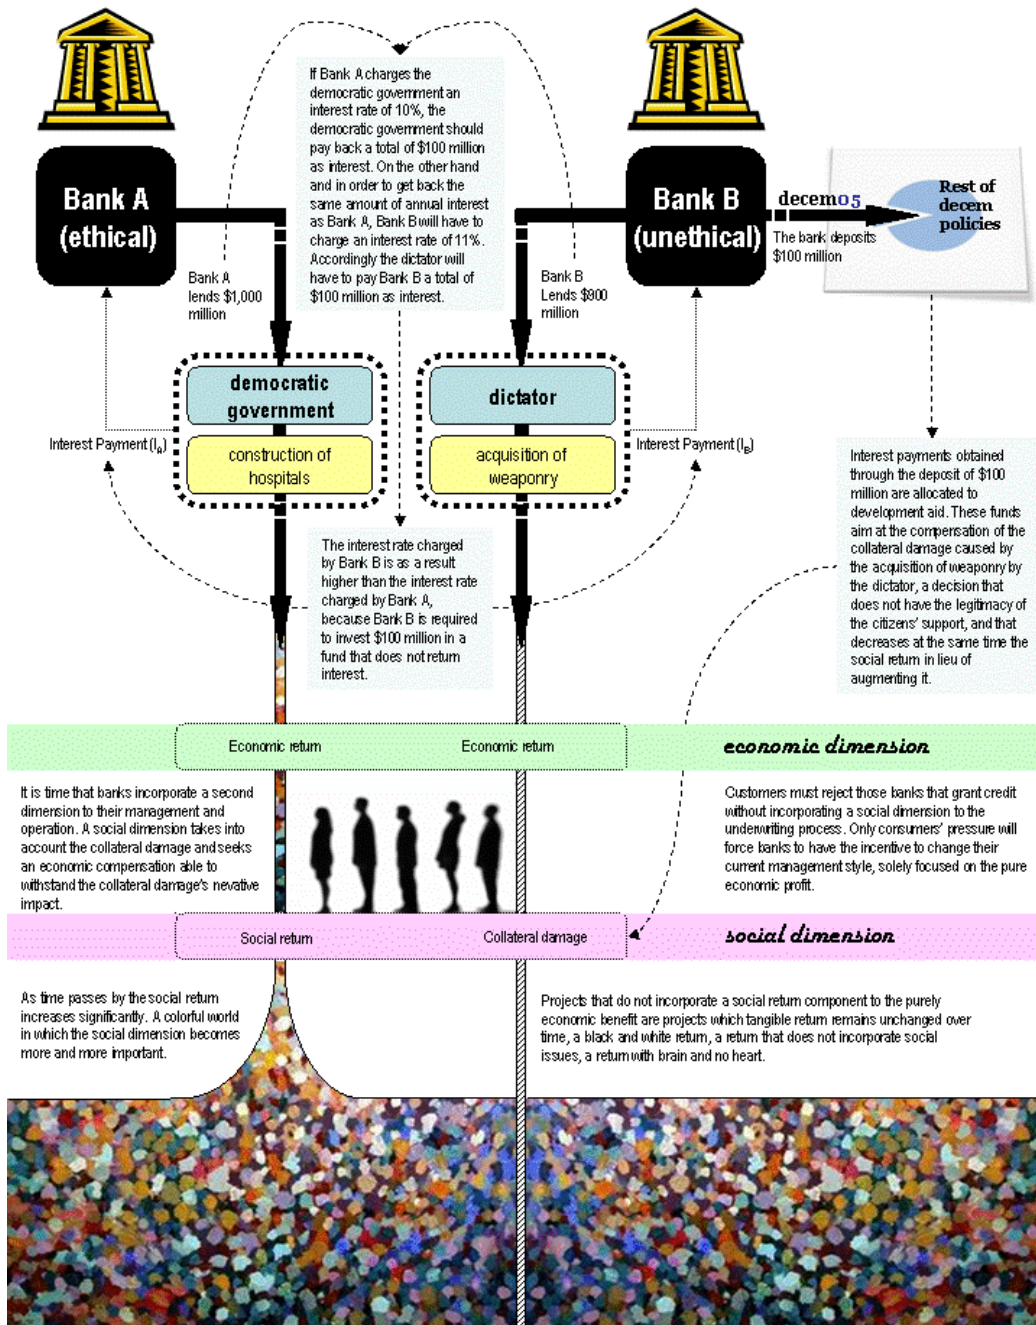 If Bank A charges the
democratic government an
interest rate of 10%, the
democratic government should
pay back a total of $100 million
as interest. On the other hand
and in order to get back the
same amount of annual interest
as Bank A, Bank B will have to
charge an interest rate of 11%.
Accordingly the dictator will
have to pay Bank B a total of
$100 million as interest.
Bank A
(ethical)
Bank B
(unethical)
decem05
The bank deposits
$100 million
Rest of
decem
policies
Bank A
lends $1,000
million
Bank B
Lends $900
million
democratic
government
construction of
hospitals
dictator
acquisition of
weaponry
Interest Payment (IA)
Interest Payment (IB)
Interest payments obtained
through the deposit of $100
million are allocated to
development aid. These funds
aim at the compensation of the
collateral damage caused by
the acquisition of weaponry by
the dictator, a decision that
does not have the legitimacy of
the citizens' support, and that
decreases at the same time the
social return in lieu of
augmenting it.
The interest rate charged
by Bank B is as a result
higher than the interest rate
charged by Bank A,
because Bank B is required
to invest $100 million in a
fund that does not return
interest.
Economic return
Economic return
economic dimension
It is time that banks incorporate a second
dimension to their management and
operation. A social dimension takes into
account the collateral damage and seeks
an economic compensation able to
withstand the collateral damage's nevative
impact.
Customers must reject those banks that grant credit
without incorporating a social dimension to the
underwriting process. Only consumers' pressure will
force banks to have the incentive to change their
current management style, solely focused on the pure
economic profit.
Social return
Collateral damage
social dimension
As time passes by the social return
increases significantly. A colorful world
in which the social dimension becomes
more and more important.
Projects that do not incorporate a social return component to the purely
economic benefit are projects which tangible return remains unchanged over
time, a black and white return, a return that does not incorporate social
issues, a return with brain and no heart.